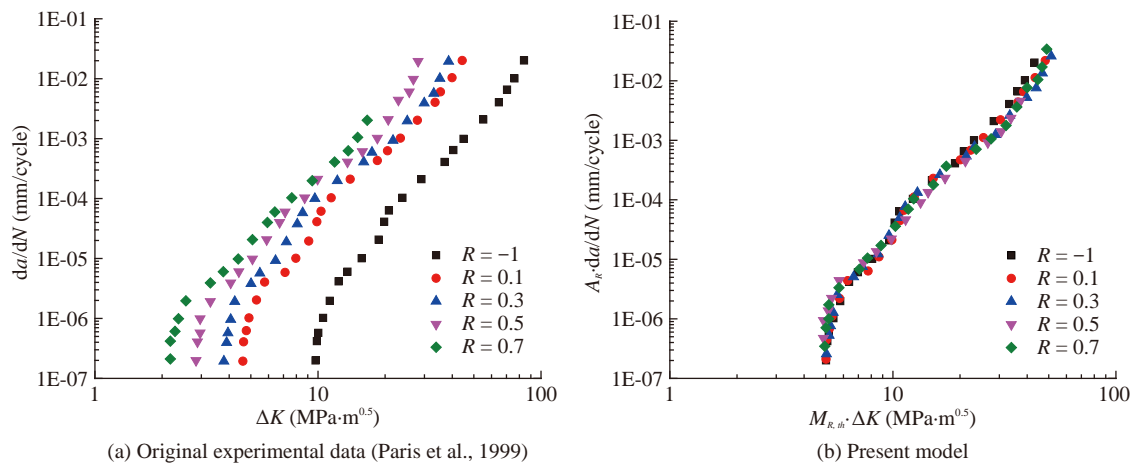 1E-01
1E-02
1E-03
1E-04
1E-05
1E-06
1E-07
da/dN (mm/cycle)
R = −1
R = 0.1
R = 0.3
R = 0.5
R = 0.7
1
10
100
ΔK (MPa·m^0.5)
(a) Original experimental data (Paris et al., 1999)
1E-01
1E-02
1E-03
1E-04
1E-05
1E-06
1E-07
A_R·da/dN (mm/cycle)
R = −1
R = 0.1
R = 0.3
R = 0.5
R = 0.7
1
10
100
M_R, th·ΔK (MPa·m^0.5)
(b) Present model